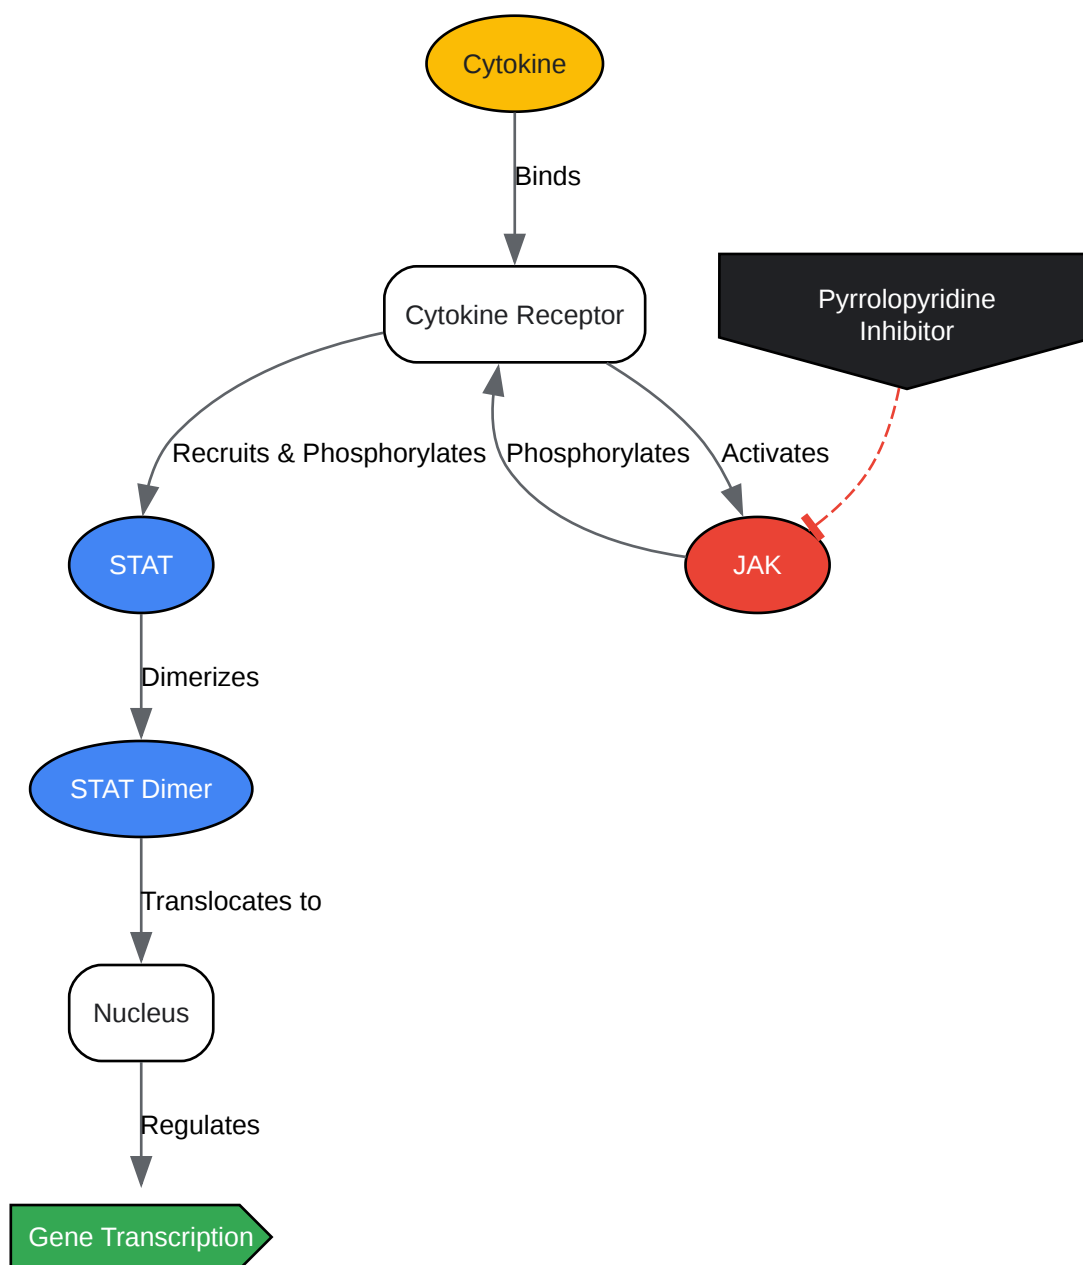 Cytokine
Binds
Cytokine Receptor
Pyrrolopyridine
Inhibitor
Recruits & Phosphorylates
Phosphorylates
Activates
STAT
JAK
Dimerizes
STAT Dimer
Translocates to
Nucleus
Regulates
Gene Transcription